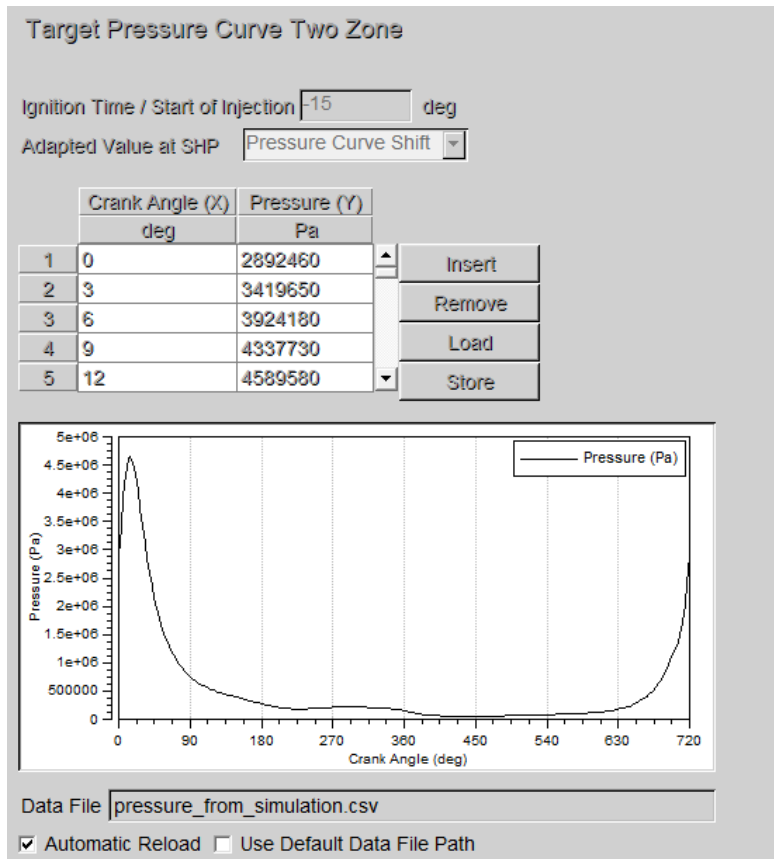 Target Pressure Curve Two Zone
Ignition Time / Start of Injection -15 deg
Adapted Value at SHP Pressure Curve Shift
Crank Angle (X) Pressure (Y)
deg Pa
1 0 2892460
2 3 3419650
3 6 3924180
4 9 4337730
5 12 4589580
Insert
Remove
Load
Store
5e+06
4.5e+06
4e+06
3.5e+06
3e+06
2.5e+06
2e+06
1.5e+06
1e+06
500000
0
Pressure (Pa)
Pressure (Pa)
0 90 180 270 360 450 540 630 720
Crank Angle (deg)
Data File pressure_from_simulation.csv
Automatic Reload Use Default Data File Path